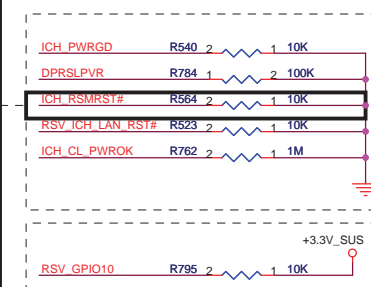 ICH_PWRGD R540 2 1 10K
DPRSLPVR R784 1 2 100K
ICH_RSMRST# R564 2 1 10K
RSV_ICH_LAN_RST# R523 2 1 10K
ICH_CL_PWROK R762 2 1 1M
+3.3V_SUS
RSV_GPIO10 R795 2 1 10K